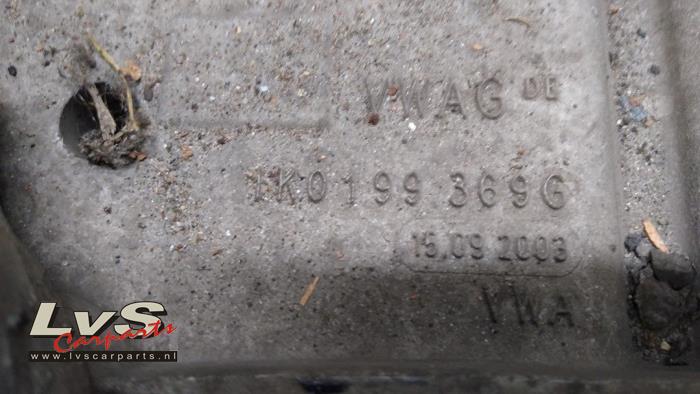 VWAG DE
1K0199 369G
15.09 2003
VWA
LvS
Carparts
www.lvscarparts.nl